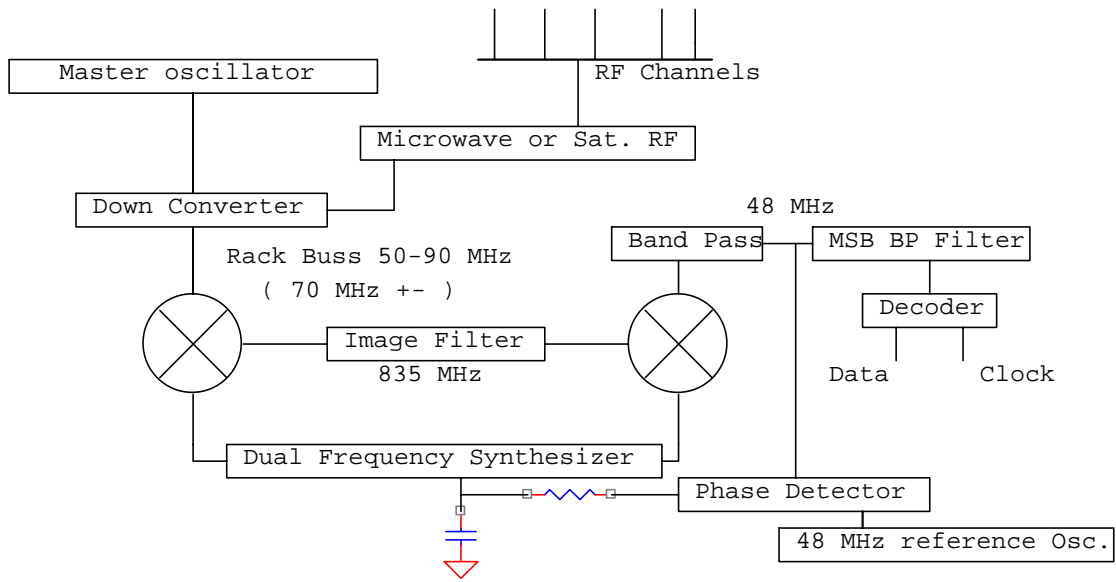 Master oscillator
RF Channels
Microwave or Sat. RF
Down Converter
48 MHz
Band Pass
MSB BP Filter
Rack Buss 50-90 MHz
( 70 MHz +- )
Decoder
Image Filter
835 MHz
Data
Clock
Dual Frequency Synthesizer
Phase Detector
48 MHz reference Osc.